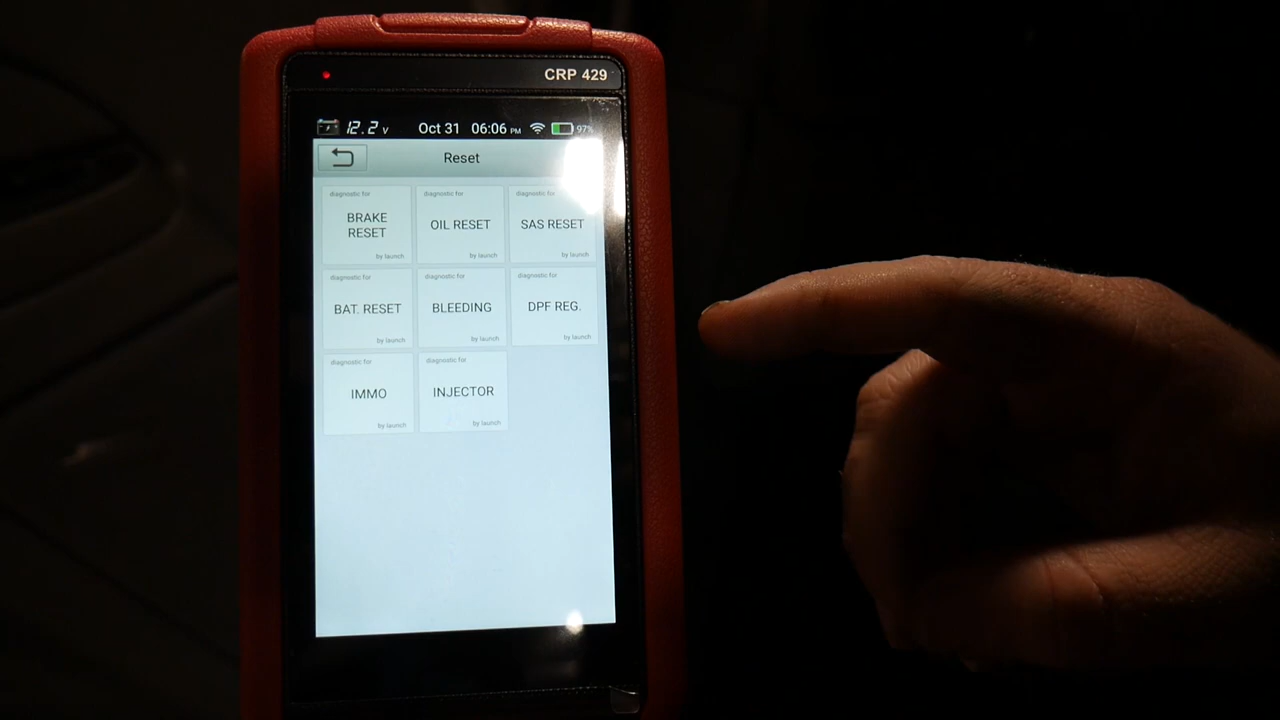 CRP 429
12.2 v Oct 31 06:06 PM 97%
Reset
diagnostic for
BRAKE
RESET
by launch
diagnostic for
OIL RESET
by launch
diagnostic for
SAS RESET
by launch
diagnostic for
BAT. RESET
by launch
diagnostic for
BLEEDING
by launch
diagnostic for
DPF REG.
by launch
diagnostic for
IMMO
by launch
diagnostic for
INJECTOR
by launch